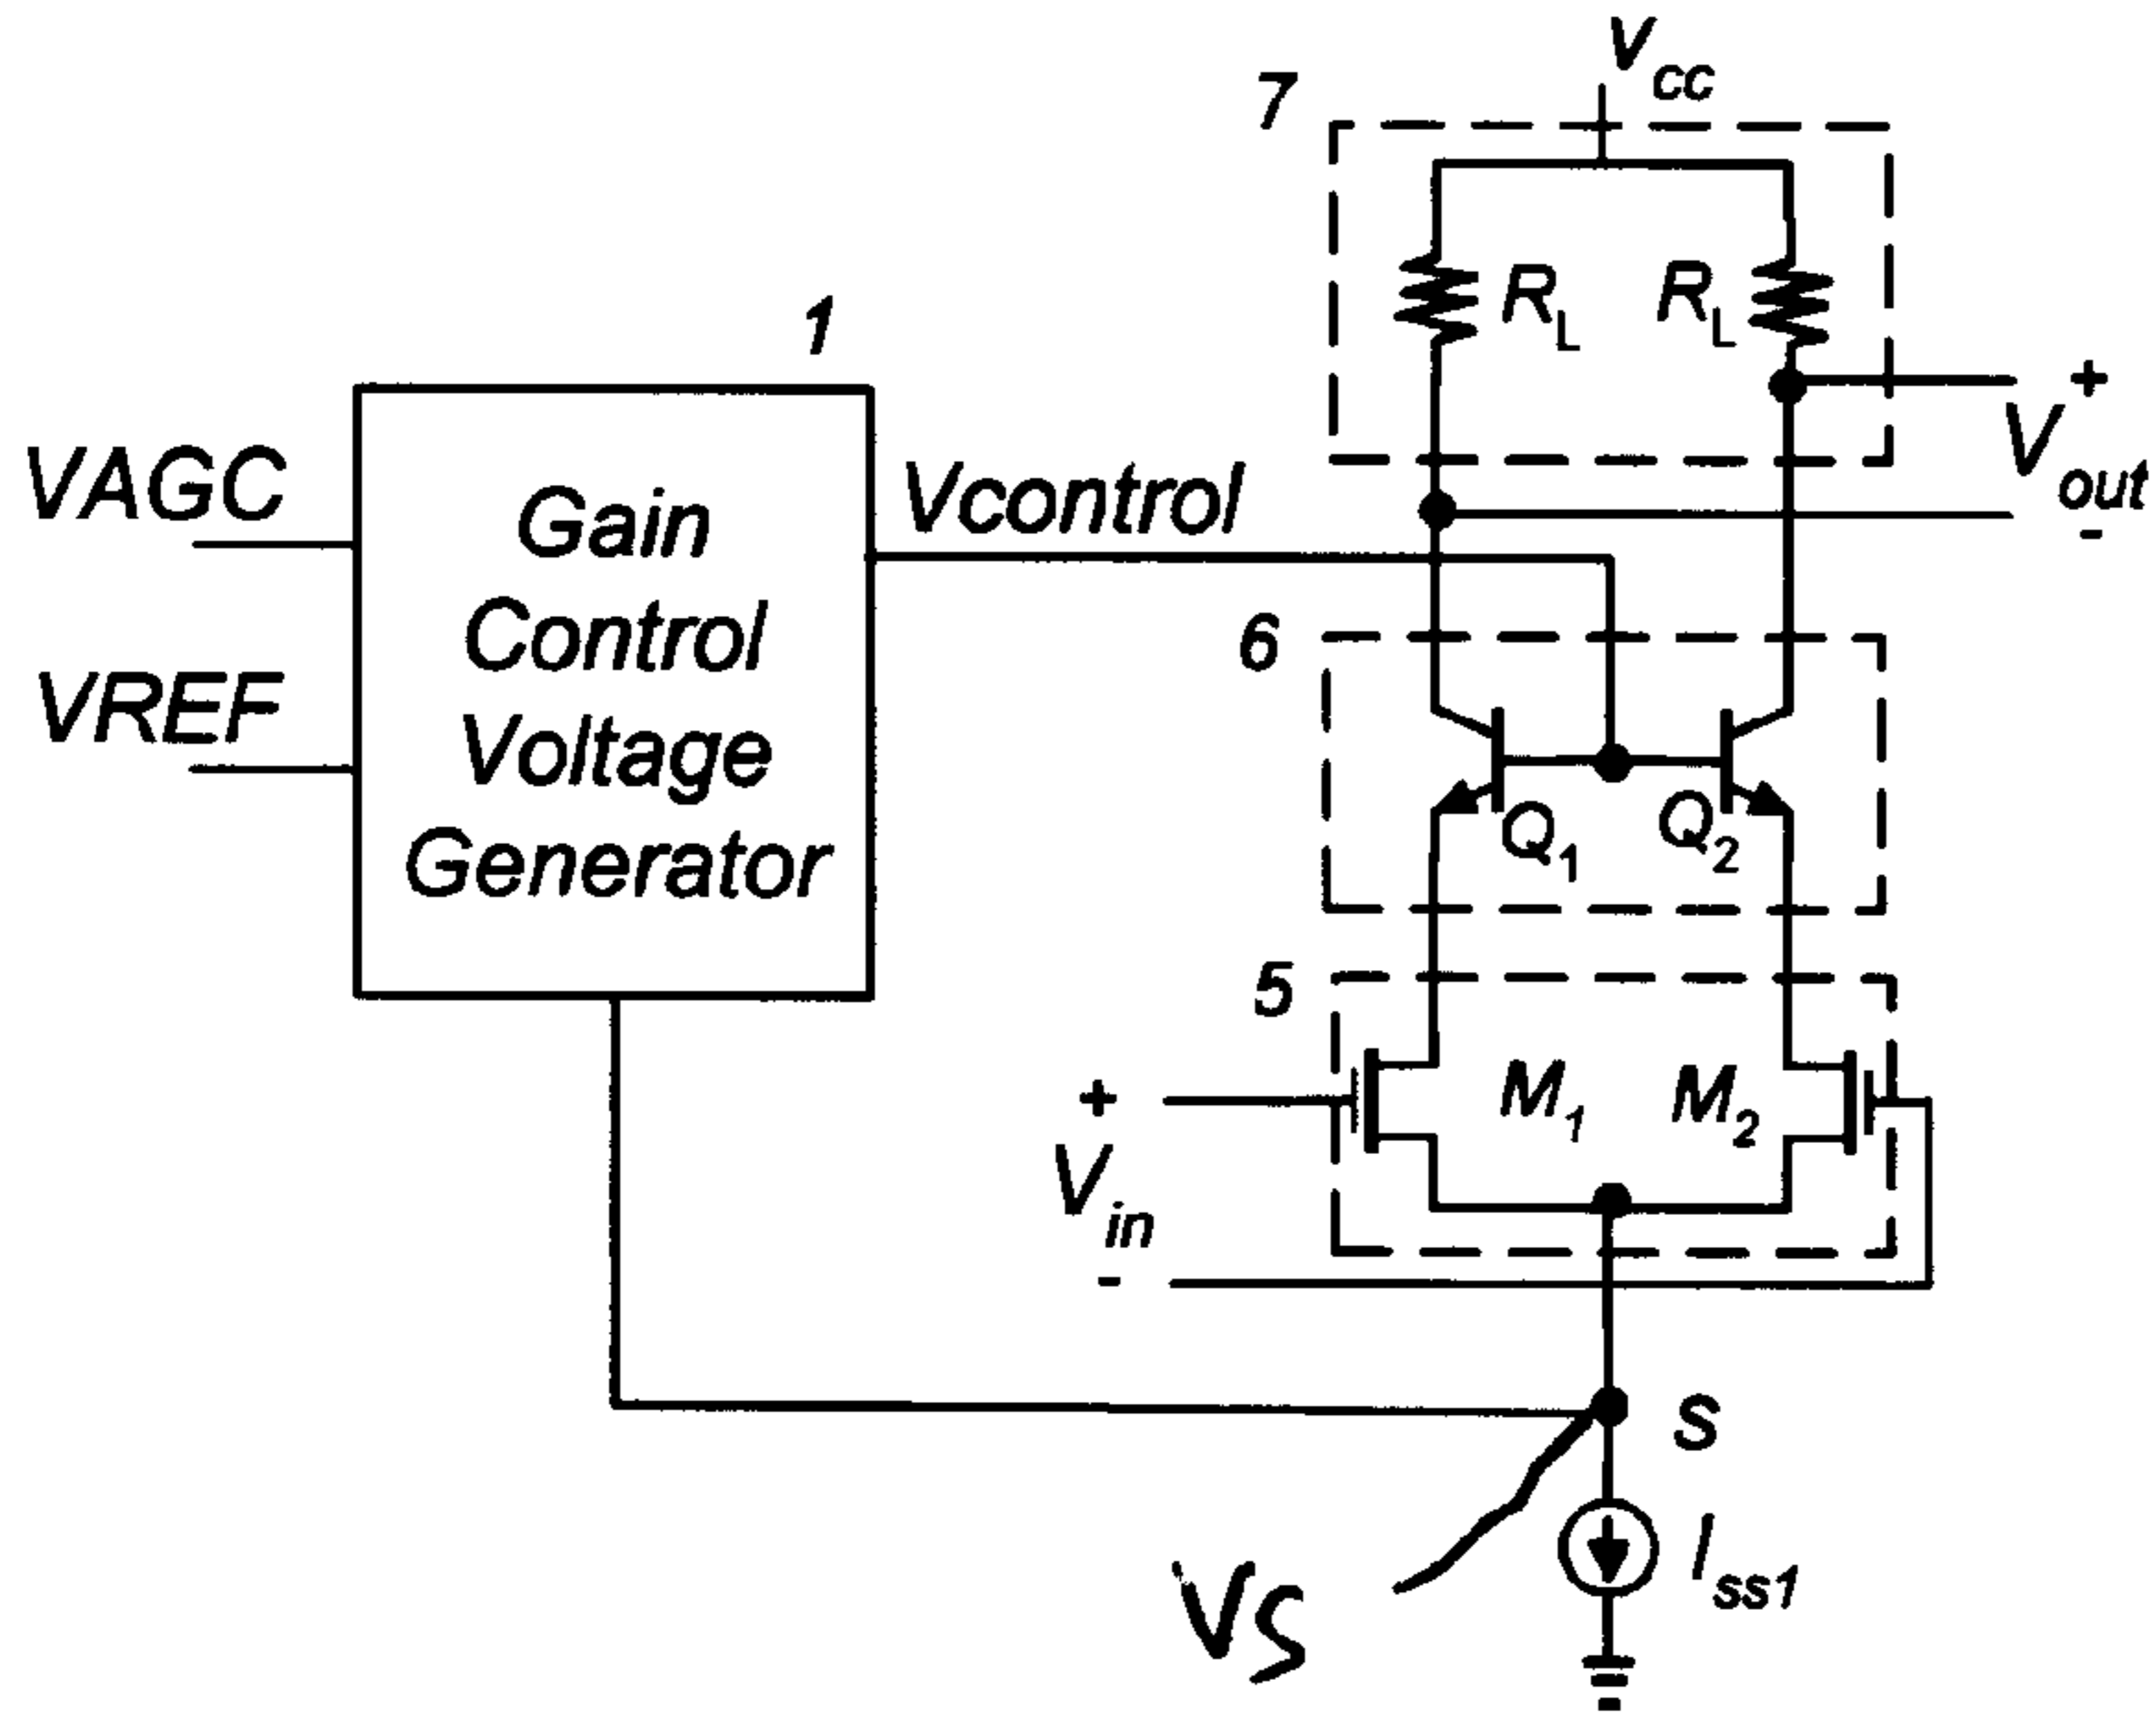 Vcc
7
RL
RL
1
+
Vout
-
VAGC
VREF
Gain
Control
Voltage
Generator
Vcontrol
6
Q1
Q2
5
M1
M2
+
Vin
-
S
Iss1
VS